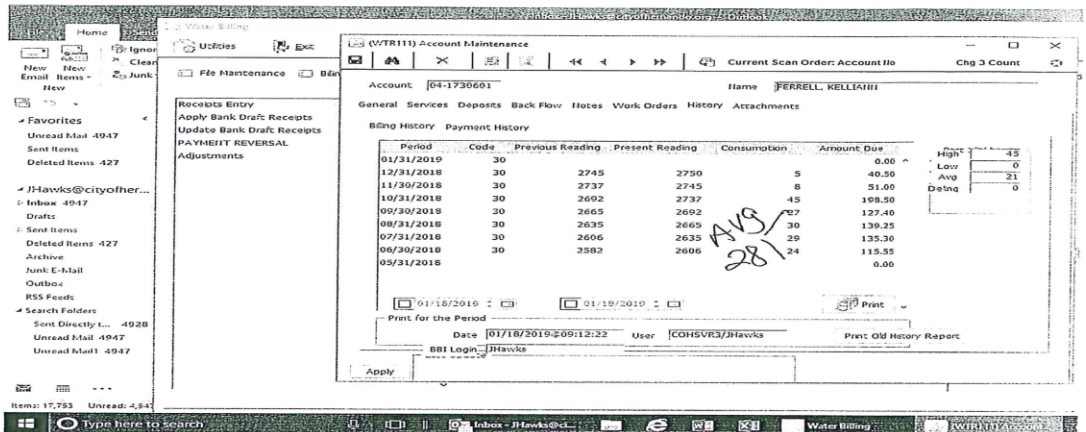 Home Send
Water Billing
Utilities Exit
(WTR111) Account Maintenance
Ignor
Clean
Junk
New Email
New Items
New
File Maintenance Billin
Current Scan Order: Account No Chg 3 Count
Account 04-1730601 Name FERRELL, KELLIANN
General Services Deposits Back Flow Notes Work Orders History Attachments
Billing History Payment History
Favorites
Unread Mail 4947
Sent Items
Deleted Items 427
JHawks@cityofher...
Inbox 4947
Drafts
Sent Items
Deleted Items 427
Archive
Junk E-Mail
Outbox
RSS Feeds
Search Folders
Sent Directly t... 4928
Unread Mail 4947
Unread Mail1 4947
Receipts Entry
Apply Bank Draft Receipts
Update Bank Draft Receipts
PAYMENT REVERSAL
Adjustments
Period Code Previous Reading Present Reading Consumption Amount Due
01/31/2019 30 0.00
12/31/2018 30 2745 2750 5 40.50
11/30/2018 30 2737 2745 8 51.00
10/31/2018 30 2692 2737 45 198.50
09/30/2018 30 2665 2692 27 127.40
08/31/2018 30 2635 2665 30 139.25
07/31/2018 30 2606 2635 29 135.30
06/30/2018 30 2582 2606 24 115.55
05/31/2018 0.00
AVG
28
High 45
Low 0
Avg 21
Delnq 0
01/18/2019 01/19/2019 Print
Print for the Period
Date 01/18/2019 09:12:22 User COHSVR3/JHawks Print Old History Report
BBI Login JHawks
Apply
Items: 17,793 Unread: 4,947
Type here to search
Inbox - JHawks@ci...
Water Billing
(WTR111) Account